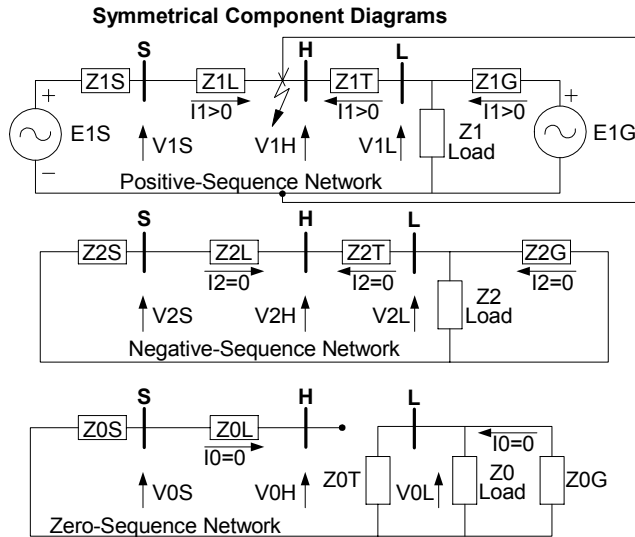 Symmetrical Component Diagrams
S H L
Z1S Z1L Z1T Z1G
I1>0 I1>0 I1>0
+ +
E1S V1S V1H V1L Z1 Load E1G
–
Positive-Sequence Network
S H L
Z2S Z2L Z2T Z2G
I2=0 I2=0 I2=0
V2S V2H V2L Z2 Load
Negative-Sequence Network
S H L
Z0S Z0L
I0=0 I0=0
V0S V0H Z0T V0L Z0 Load Z0G
Zero-Sequence Network